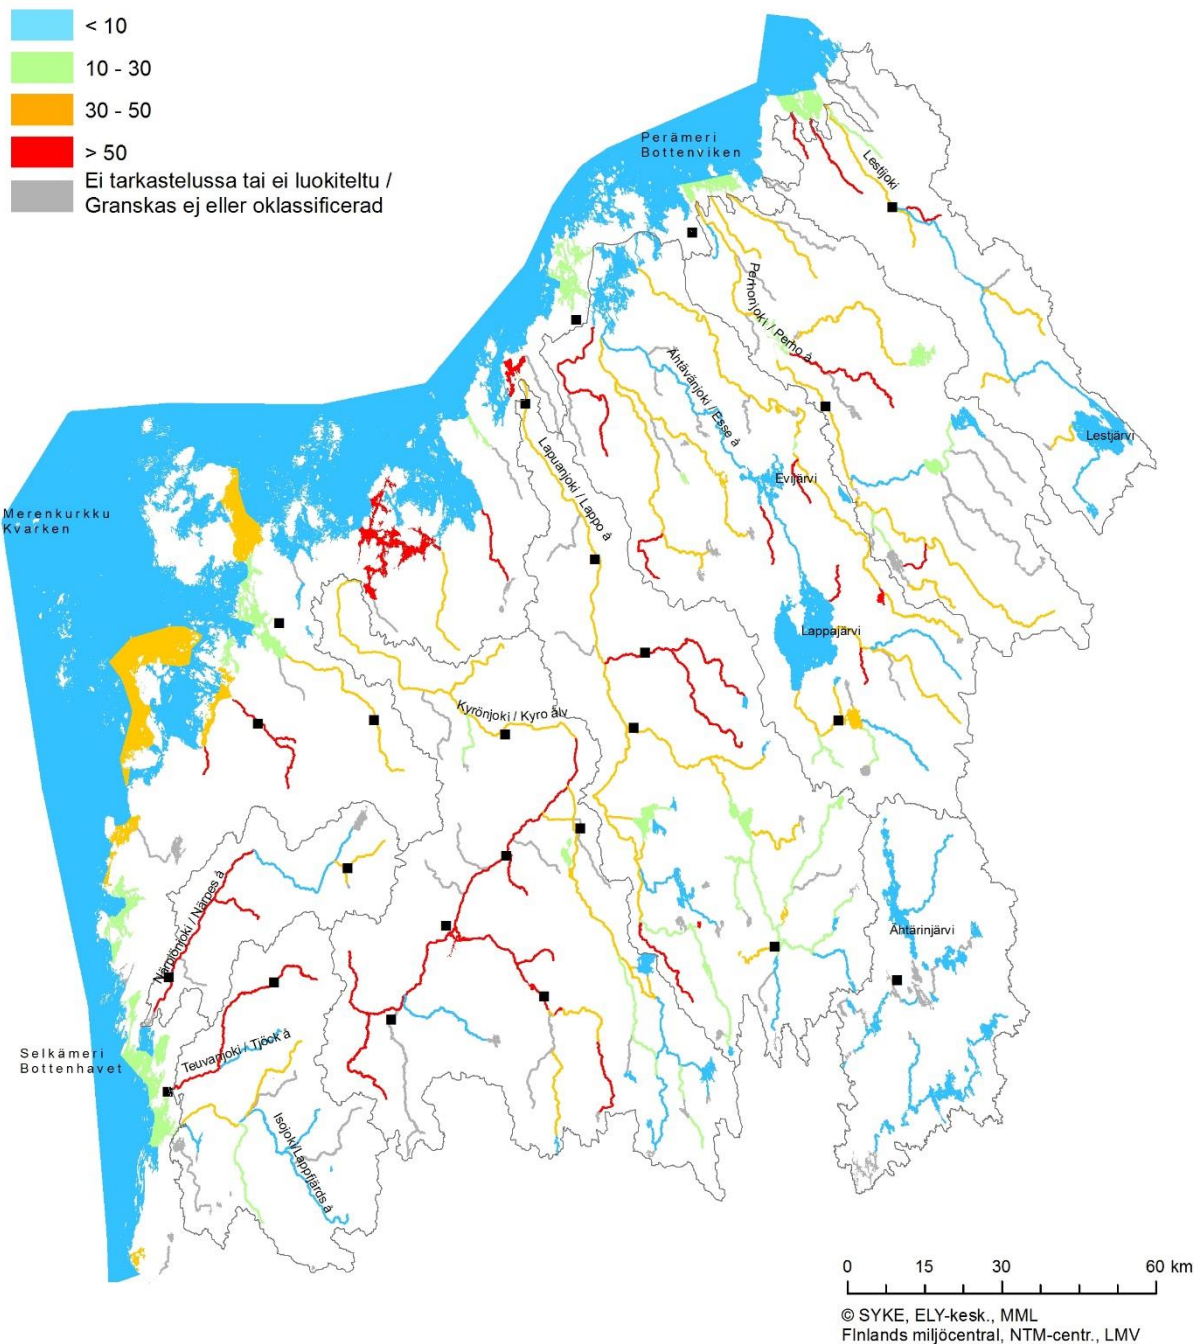 < 10
10 - 30
30 - 50
> 50
Ei tarkastelussa tai ei luokiteltu /
Granskas ej eller oklassificerad
Perämeri
Bottenviken
Lestijoki
Perhonjoki / Perho å
Ähtävänjoki / Esse å
Lestjärvi
Evijärvi
Lapuanjoki / Lappo å
Merenkurkku
Kvarken
Lappajärvi
Kyrönjoki / Kyro älv
Närpiönjoki / Närpes å
Ähtärinjärvi
Selkämeri
Bottenhavet
Teuvanjoki / Tjöck å
Isojoki/Lappfjärds å
0 15 30 60 km
© SYKE, ELY-kesk., MML
FInlands miljöcentral, NTM-centr., LMV